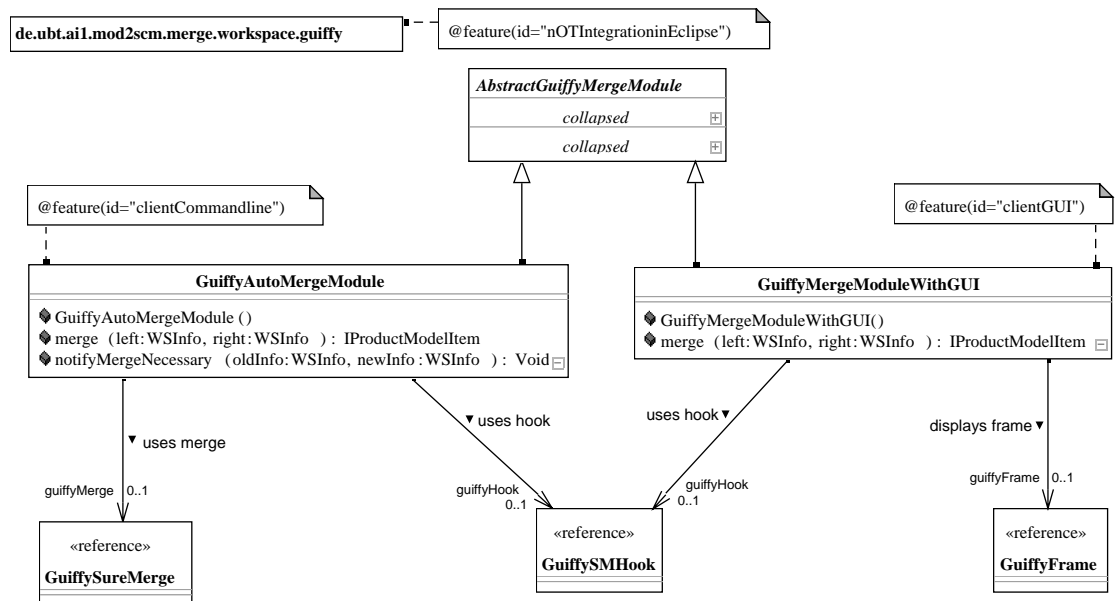 de.ubt.ai1.mod2scm.merge.workspace.guiffy
@feature(id="nOTIntegrationinEclipse")
AbstractGuiffyMergeModule
collapsed
collapsed
@feature(id="clientCommandline")
@feature(id="clientGUI")
GuiffyAutoMergeModule
GuiffyAutoMergeModule ()
merge (left:WSInfo, right:WSInfo ): IProductModelItem
notifyMergeNecessary (oldInfo:WSInfo, newInfo:WSInfo ): Void
GuiffyMergeModuleWithGUI
GuiffyMergeModuleWithGUI()
merge (left:WSInfo, right:WSInfo ): IProductModelItem
▼ uses merge
▼ uses hook
uses hook ▼
displays frame ▼
guiffyMerge 0..1
guiffyHook
0..1
guiffyHook
0..1
guiffyFrame 0..1
«reference»
GuiffySureMerge
«reference»
GuiffySMHook
«reference»
GuiffyFrame